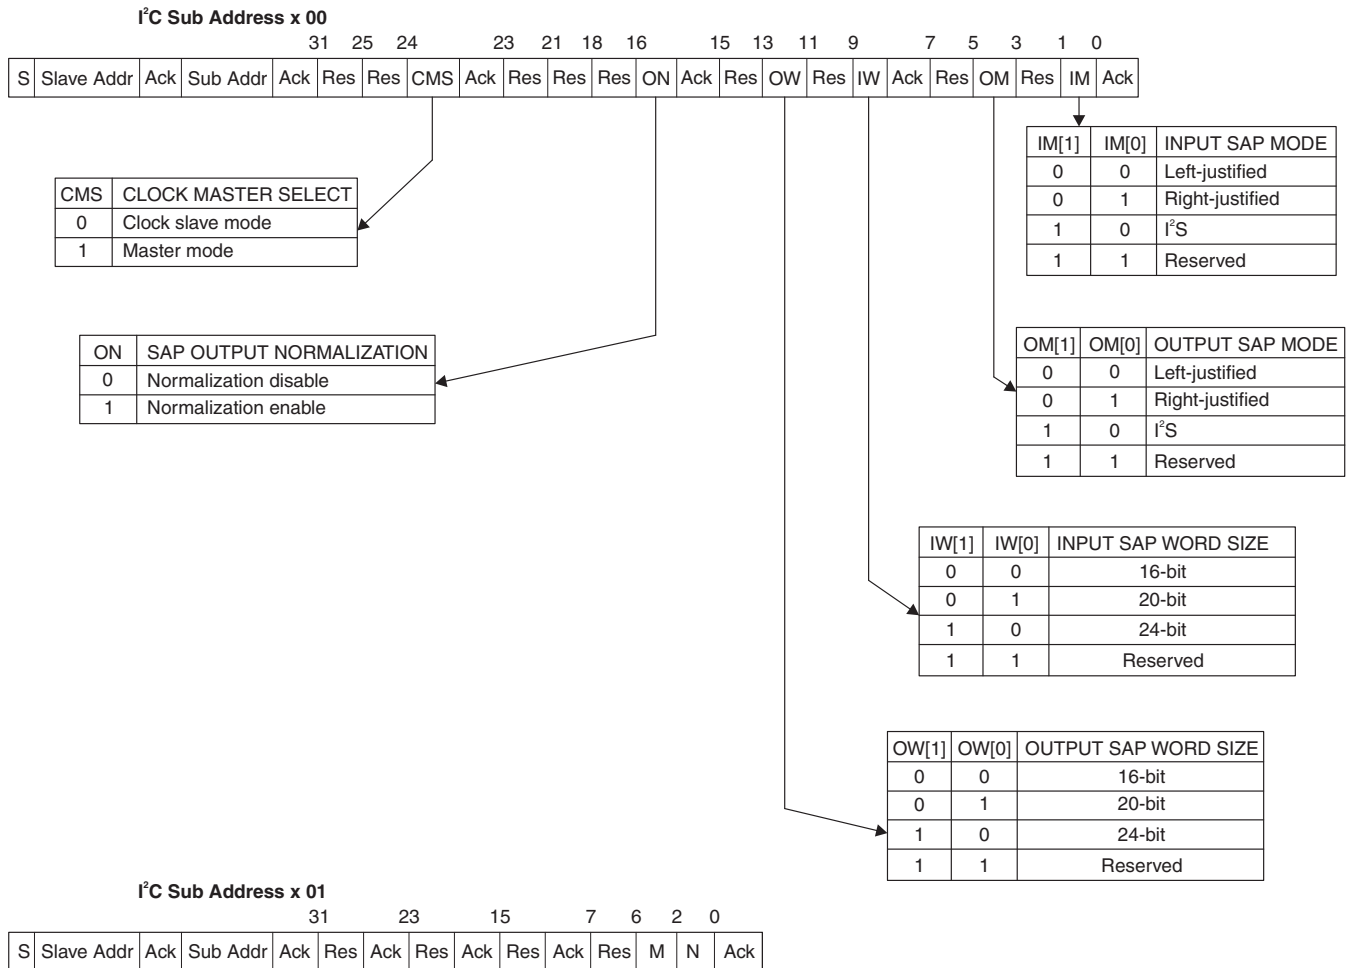 I²C Sub Address x 00
31 25 24 23 21 18 16 15 13 11 9 7 5 3 1 0
S Slave Addr Ack Sub Addr Ack Res Res CMS Ack Res Res Res ON Ack Res OW Res IW Ack Res OM Res IM Ack
IM[1] IM[0] INPUT SAP MODE
0 0 Left-justified
0 1 Right-justified
1 0 I²S
1 1 Reserved
CMS CLOCK MASTER SELECT
0 Clock slave mode
1 Master mode
ON SAP OUTPUT NORMALIZATION
0 Normalization disable
1 Normalization enable
OM[1] OM[0] OUTPUT SAP MODE
0 0 Left-justified
0 1 Right-justified
1 0 I²S
1 1 Reserved
IW[1] IW[0] INPUT SAP WORD SIZE
0 0 16-bit
0 1 20-bit
1 0 24-bit
1 1 Reserved
OW[1] OW[0] OUTPUT SAP WORD SIZE
0 0 16-bit
0 1 20-bit
1 0 24-bit
1 1 Reserved
I²C Sub Address x 01
31 23 15 7 6 2 0
S Slave Addr Ack Sub Addr Ack Res Ack Res Ack Res Ack Res M N Ack